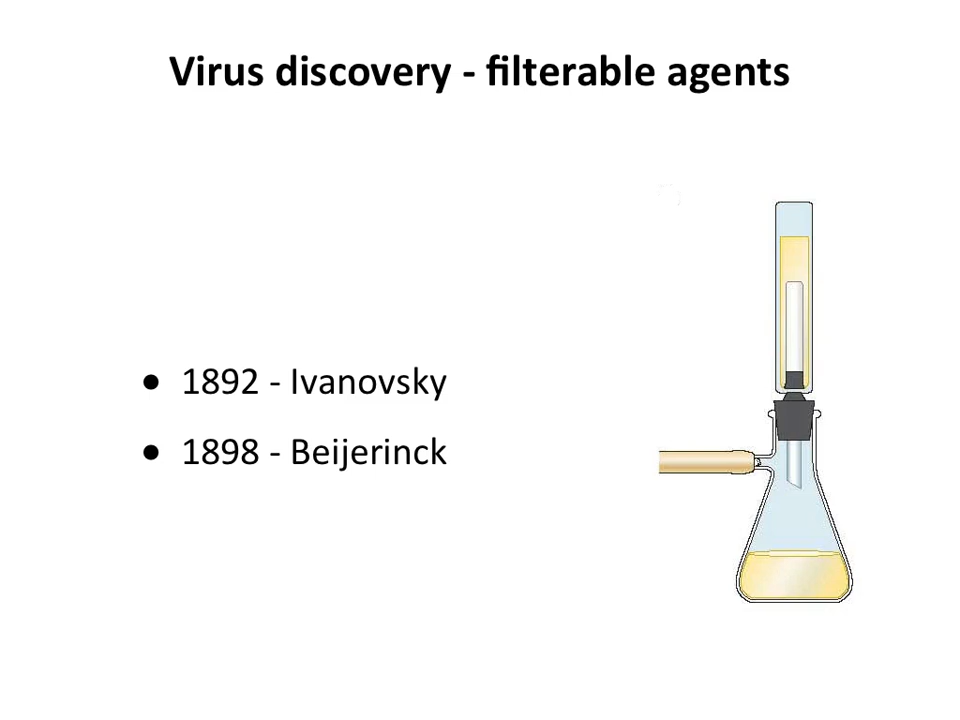 Virus discovery - filterable agents
• 1892 - Ivanovsky
• 1898 - Beijerinck